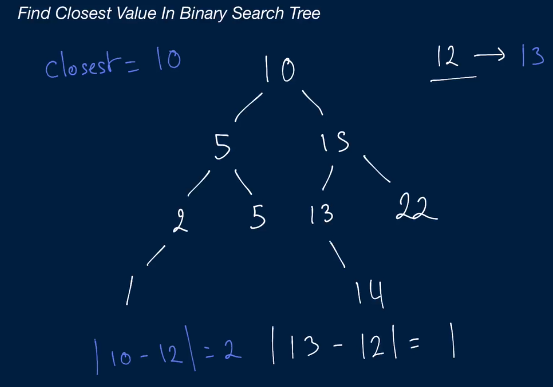 Find Closest Value In Binary Search Tree
closest = 10
12 → 13
10
5 15
2 5 13 22
1 14
|10 - 12| = 2 |13 - 12| = 1